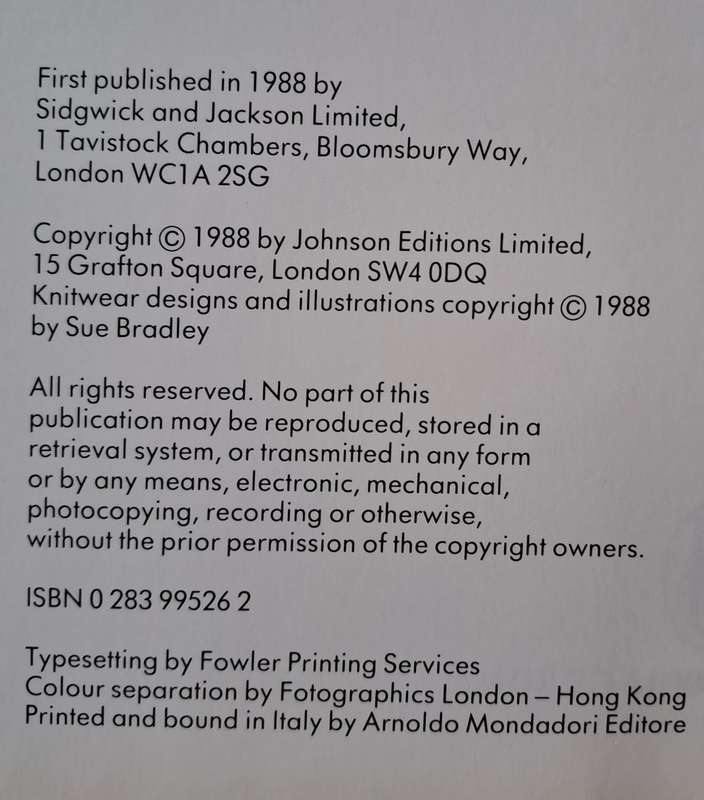 First published in 1988 by
Sidgwick and Jackson Limited,
1 Tavistock Chambers, Bloomsbury Way,
London WC1A 2SG
Copyright © 1988 by Johnson Editions Limited,
15 Grafton Square, London SW4 0DQ
Knitwear designs and illustrations copyright © 1988
by Sue Bradley
All rights reserved. No part of this
publication may be reproduced, stored in a
retrieval system, or transmitted in any form
or by any means, electronic, mechanical,
photocopying, recording or otherwise,
without the prior permission of the copyright owners.
ISBN 0 283 99526 2
Typesetting by Fowler Printing Services
Colour separation by Fotographics London – Hong Kong
Printed and bound in Italy by Arnoldo Mondadori Editore